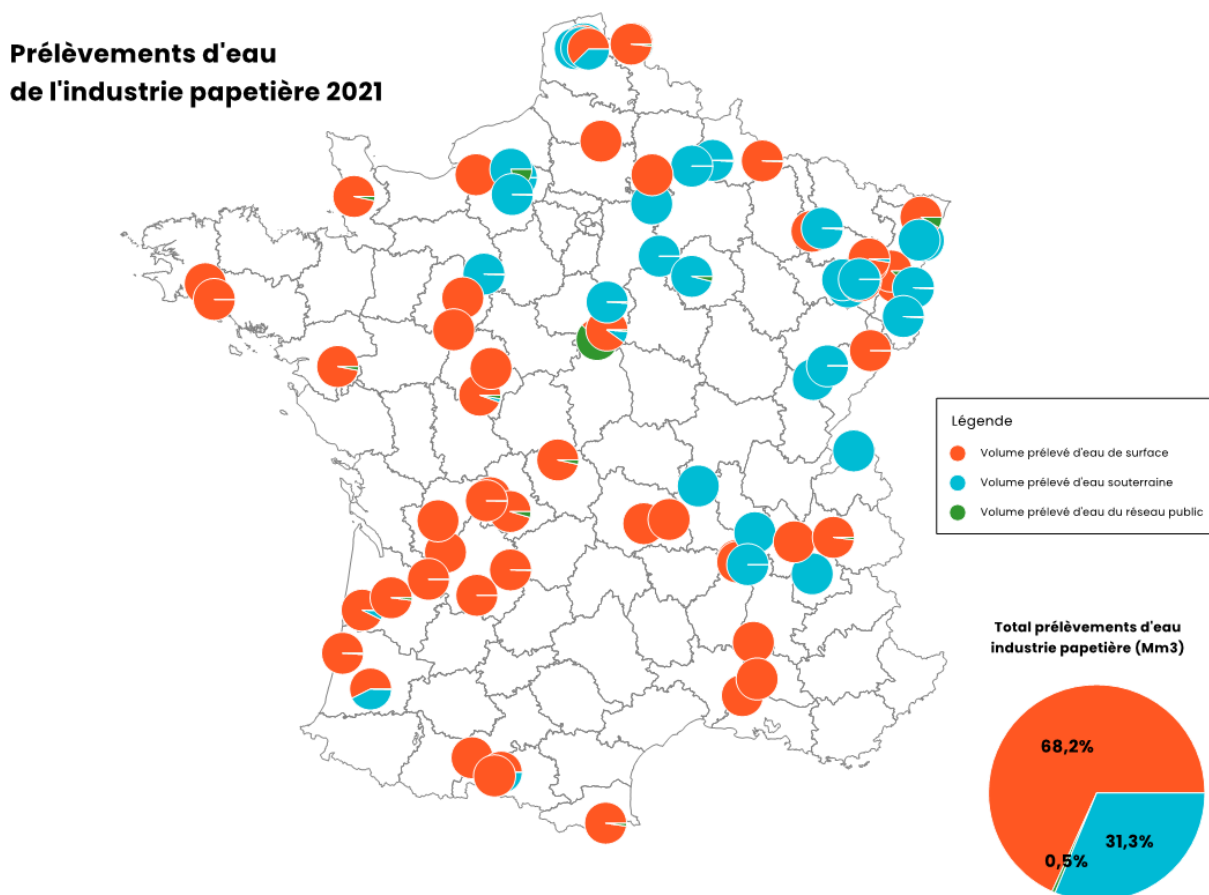 Prélèvements d'eau
de l'industrie papetière 2021
Légende
Volume prélevé d'eau de surface
Volume prélevé d'eau souterraine
Volume prélevé d'eau du réseau public
Total prélèvements d'eau
industrie papetière (Mm3)
68,2%
31,3%
0,5%